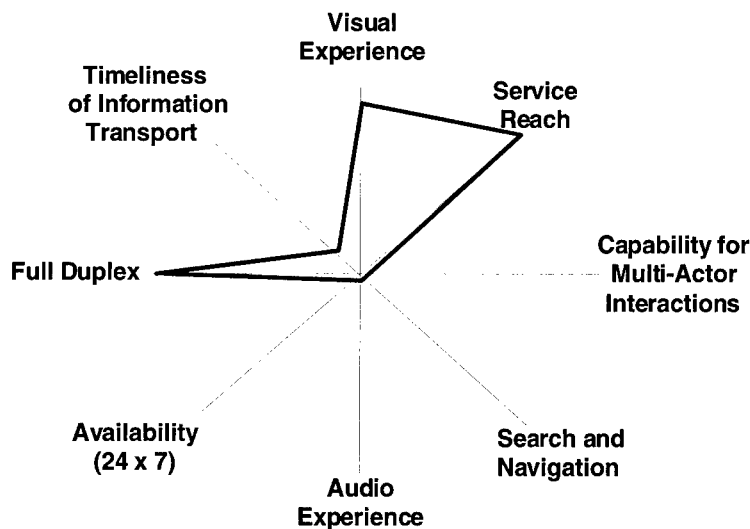 Visual
Experience
Timeliness
of Information
Transport
Service
Reach
Full Duplex
Capability for
Multi-Actor
Interactions
Availability
(24 x 7)
Search and
Navigation
Audio
Experience